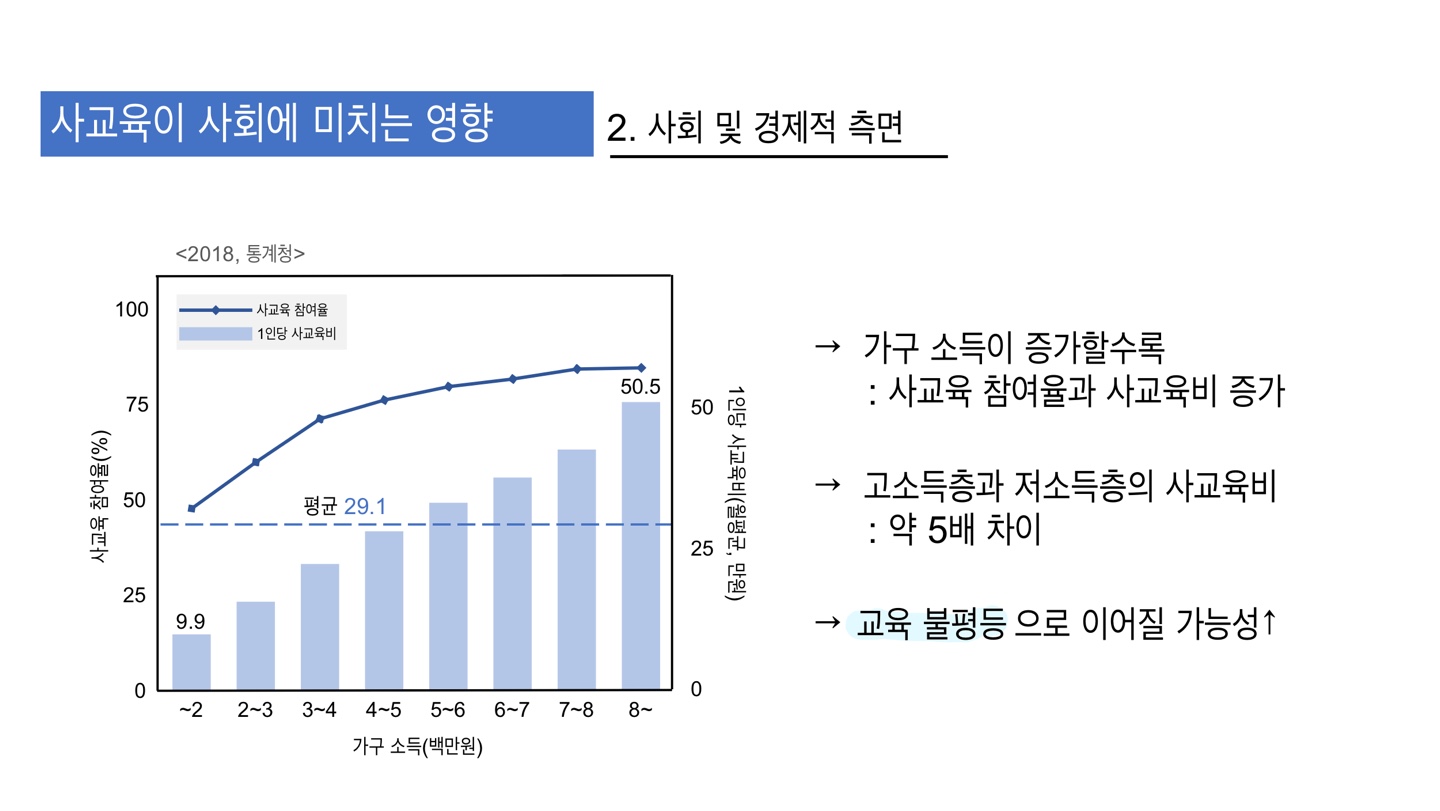 사교육이 사회에 미치는 영향
2. 사회 및 경제적 측면
<2018, 통계청>
사교육 참여율
1인당 사교육비
사교육 참여율(%)
100
75
50
25
0
평균 29.1
9.9
50.5
50
25
0
1인당 사교육비(월평균, 만원)
~2 2~3 3~4 4~5 5~6 6~7 7~8 8~
가구 소득(백만원)
→ 가구 소득이 증가할수록
: 사교육 참여율과 사교육비 증가
→ 고소득층과 저소득층의 사교육비
: 약 5배 차이
→ 교육 불평등 으로 이어질 가능성↑